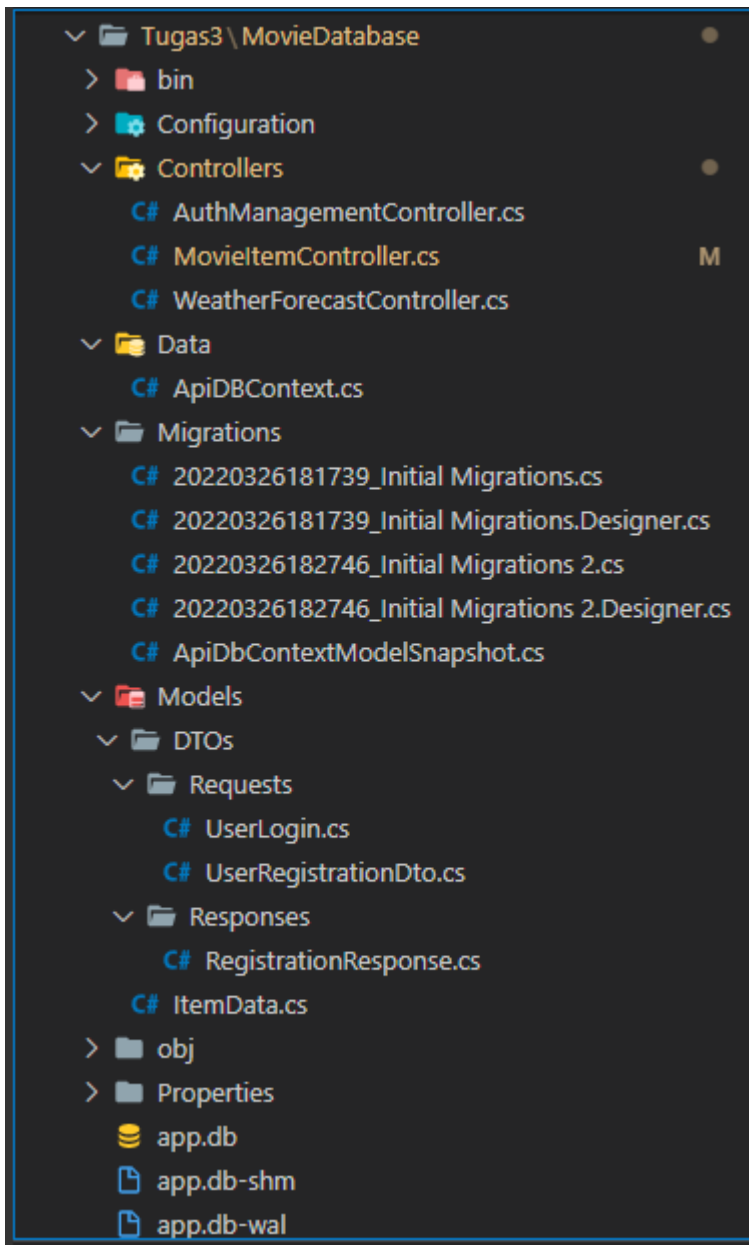 Tugas3\MovieDatabase
bin
Configuration
Controllers
C# AuthManagementController.cs
C# MovieItemController.cs M
C# WeatherForecastController.cs
Data
C# ApiDBContext.cs
Migrations
C# 20220326181739_Initial Migrations.cs
C# 20220326181739_Initial Migrations.Designer.cs
C# 20220326182746_Initial Migrations 2.cs
C# 20220326182746_Initial Migrations 2.Designer.cs
C# ApiDbContextModelSnapshot.cs
Models
DTOs
Requests
C# UserLogin.cs
C# UserRegistrationDto.cs
Responses
C# RegistrationResponse.cs
C# ItemData.cs
obj
Properties
app.db
app.db-shm
app.db-wal